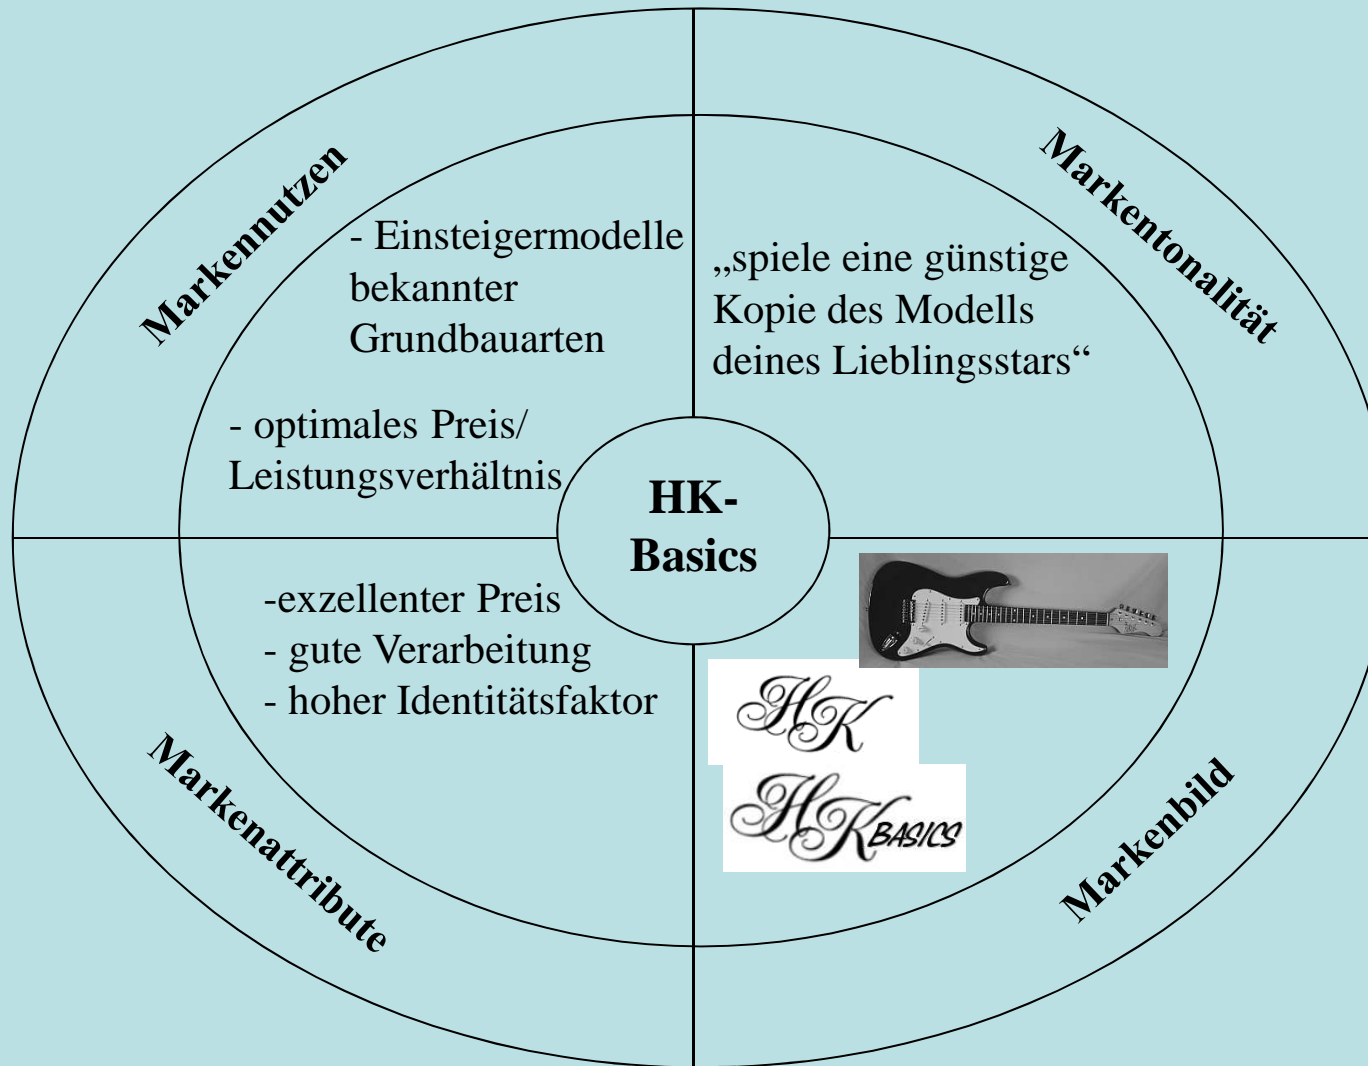 Markennutzen
- Einsteigermodelle
bekannter
Grundbauarten
- optimales Preis/
Leistungsverhältnis
Markentonalität
„spiele eine günstige
Kopie des Modells
deines Lieblingsstars“
HK-
Basics
-exzellenter Preis
- gute Verarbeitung
- hoher Identitätsfaktor
Markenattribute
HK
HK BASICS
Markenbild